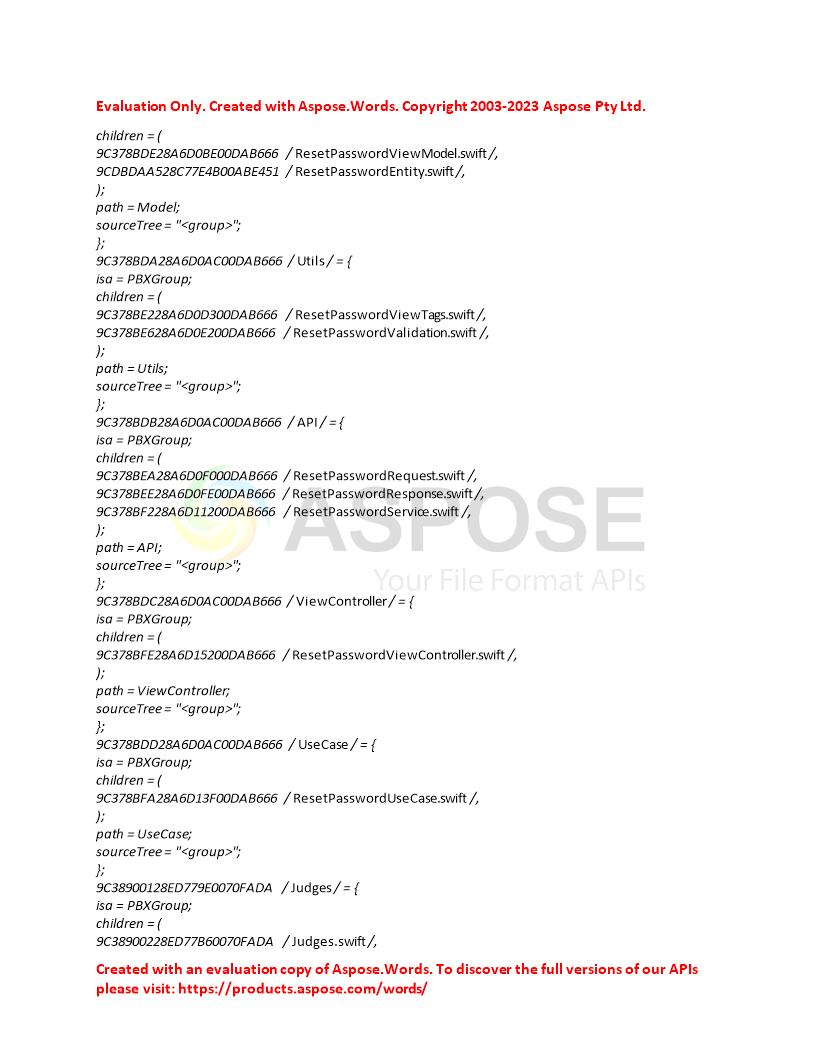 Evaluation Only. Created with Aspose.Words. Copyright 2003-2023 Aspose Pty Ltd.
children = (
9C378BDE28A6D0BE00DAB666 / ResetPasswordViewModel.swift /,
9CDBDAA528C77E4B00ABE451 / ResetPasswordEntity.swift /,
);
path = Model;
sourceTree = "<group>";
};
9C378BDA28A6D0AC00DAB666 / Utils / = {
isa = PBXGroup;
children = (
9C378BE228A6D0D300DAB666 / ResetPasswordViewTags.swift /,
9C378BE628A6D0E200DAB666 / ResetPasswordValidation.swift /,
);
path = Utils;
sourceTree = "<group>";
};
9C378BDB28A6D0AC00DAB666 / API / = {
isa = PBXGroup;
children = (
9C378BEA28A6D0F000DAB666 / ResetPasswordRequest.swift /,
9C378BEE28A6D0FE00DAB666 / ResetPasswordResponse.swift /,
9C378BF228A6D11200DAB666 / ResetPasswordService.swift /,
ASPOSE
);
path = API;
sourceTree = "<group>";
Your File Format APIs
};
9C378BDC28A6D0AC00DAB666 / ViewController / = {
isa = PBXGroup;
children = (
9C378BFE28A6D15200DAB666 / ResetPasswordViewController.swift /,
);
path = ViewController;
sourceTree = "<group>";
};
9C378BDD28A6D0AC00DAB666 / UseCase / = {
isa = PBXGroup;
children = (
9C378BFA28A6D13F00DAB666 / ResetPasswordUseCase.swift /,
);
path = UseCase;
sourceTree = "<group>";
};
9C38900128ED779E0070FADA / Judges / = {
isa = PBXGroup;
children = (
9C38900228ED77B60070FADA / Judges.swift /,
Created with an evaluation copy of Aspose.Words. To discover the full versions of our APIs
please visit: https://products.aspose.com/words/